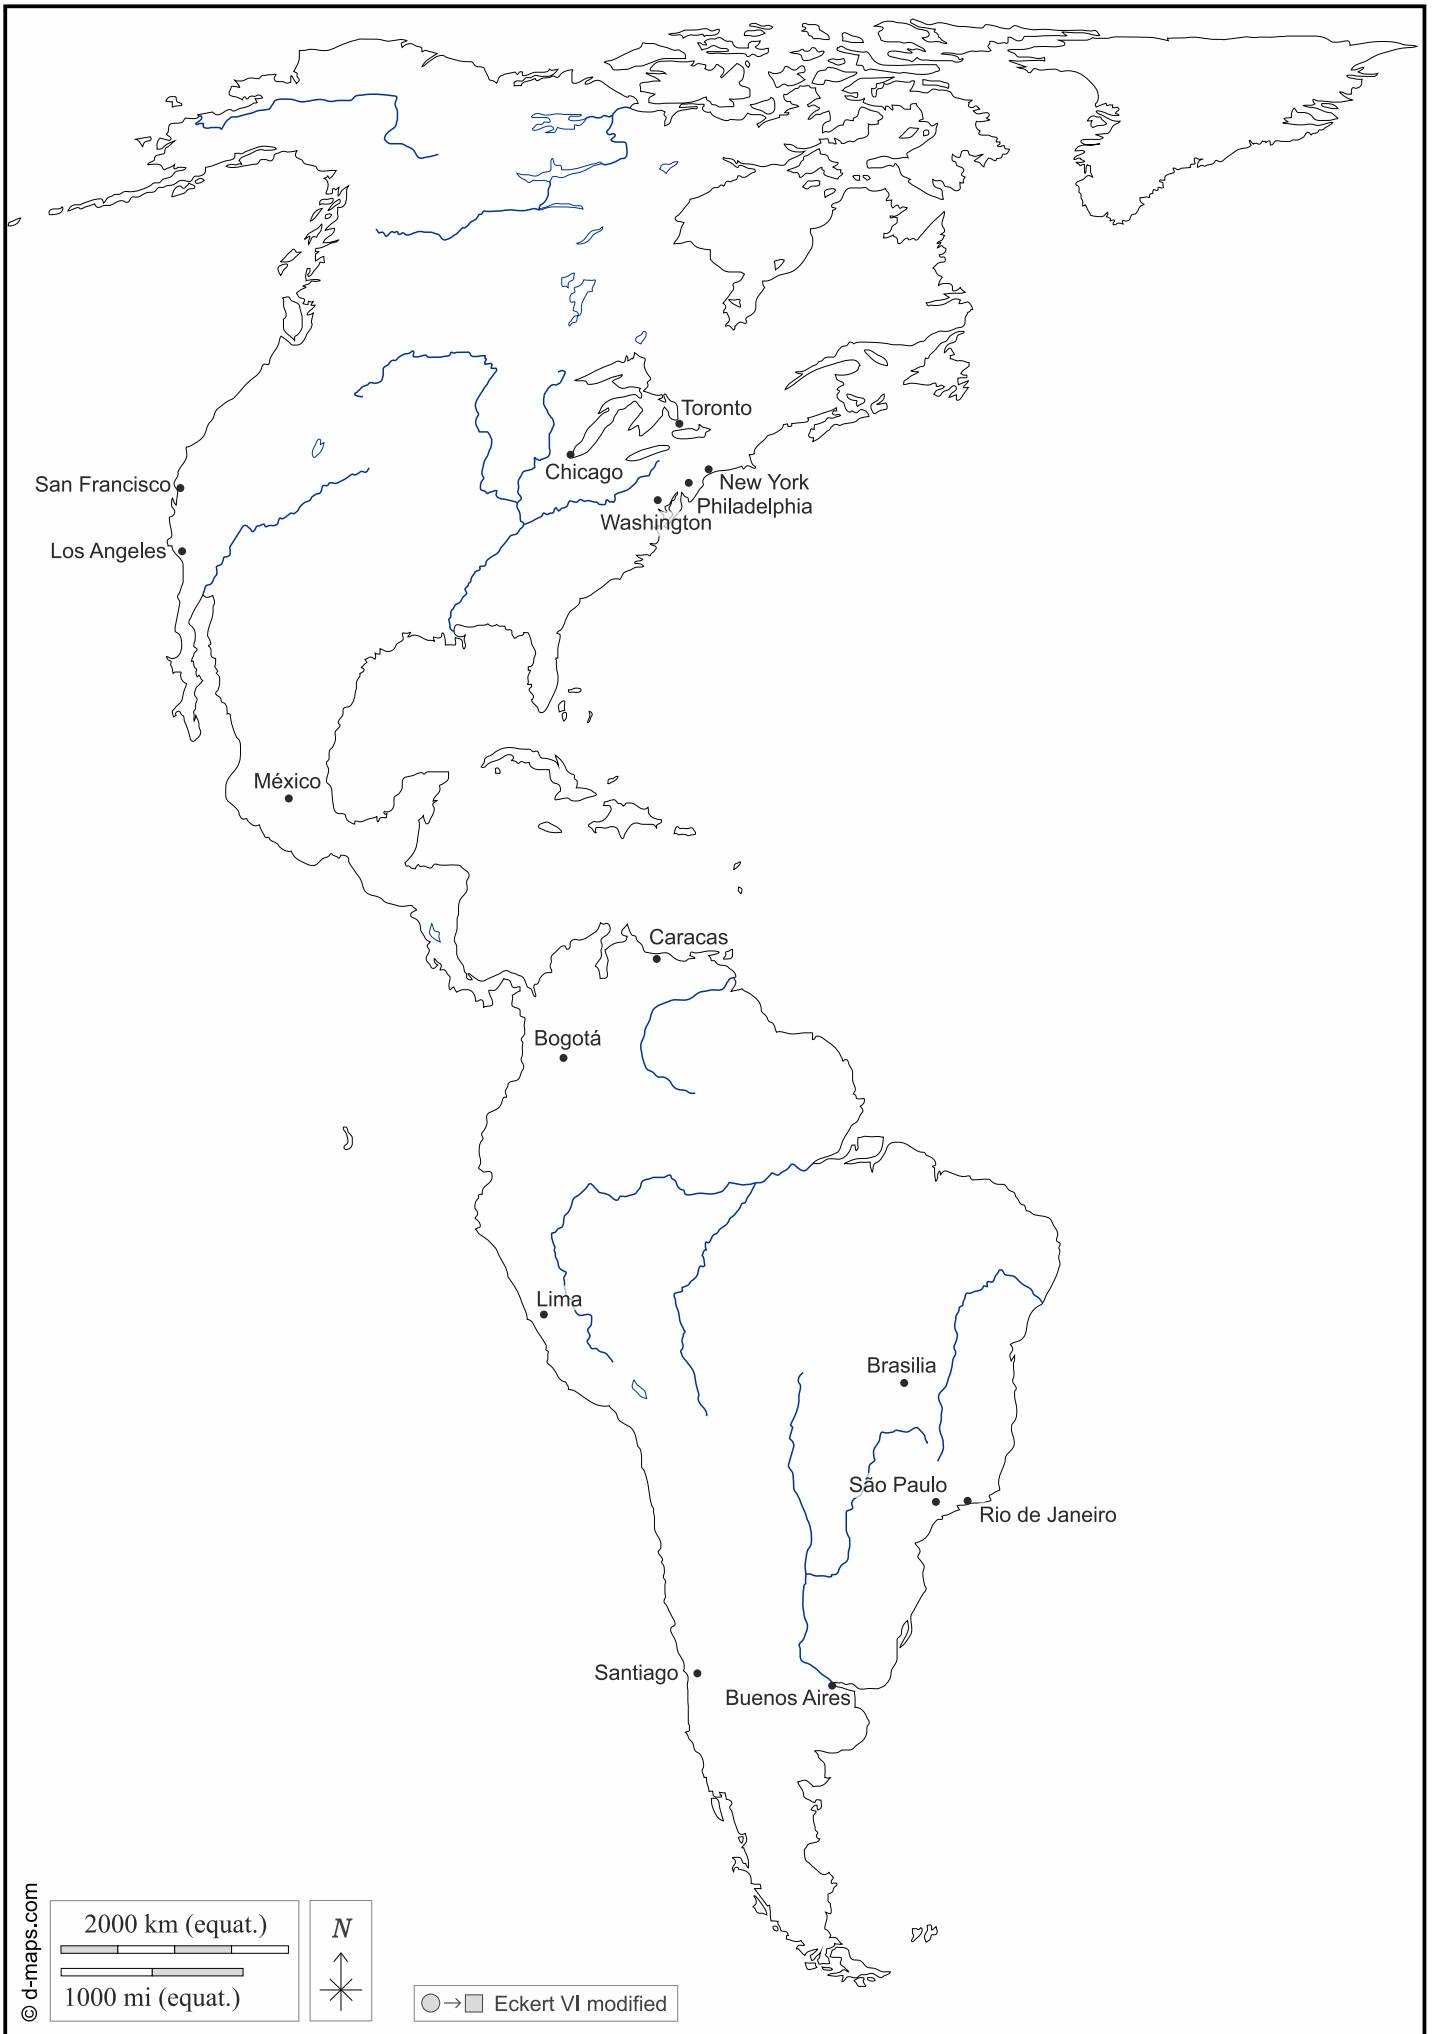 Toronto
Chicago
San Francisco
New York
Philadelphia
Washington
Los Angeles
México
Caracas
Bogotá
Lima
Brasilia
São Paulo
Rio de Janeiro
Santiago
Buenos Aires
© d-maps.com
2000 km (equat.)
1000 mi (equat.)
N
Eckert VI modified